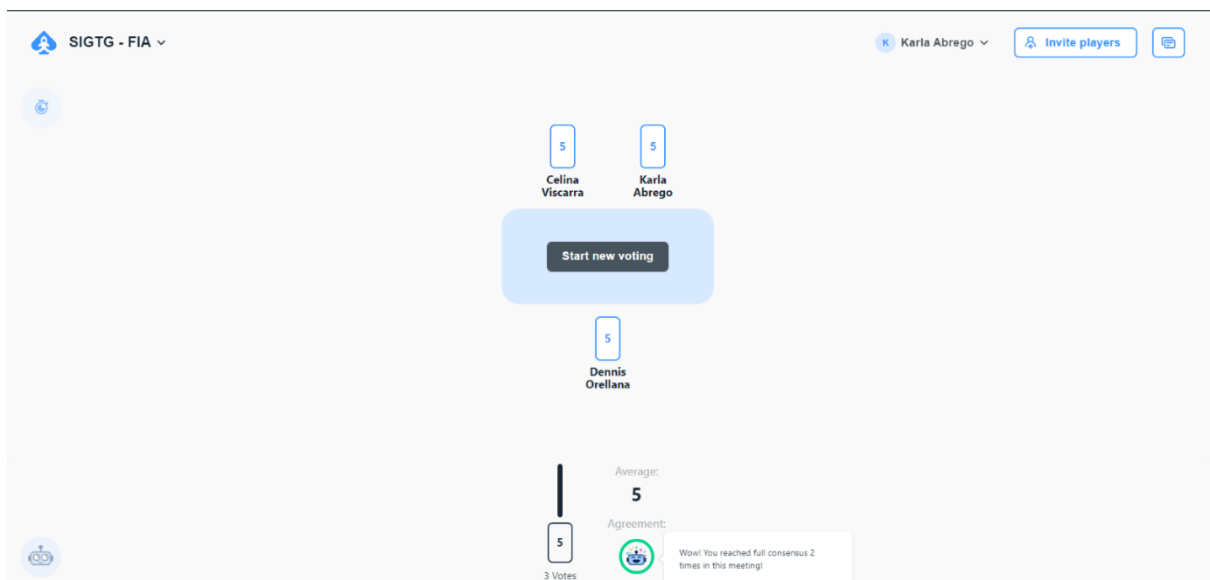 SIGTG - FIA
K Karla Abrego
Invite players
5
5
Celina
Viscarra
Karla
Abrego
Start new voting
5
Dennis
Orellana
Average:
5
Agreement:
5
3 Votes
Wow! You reached full consensus 2
times in this meeting!